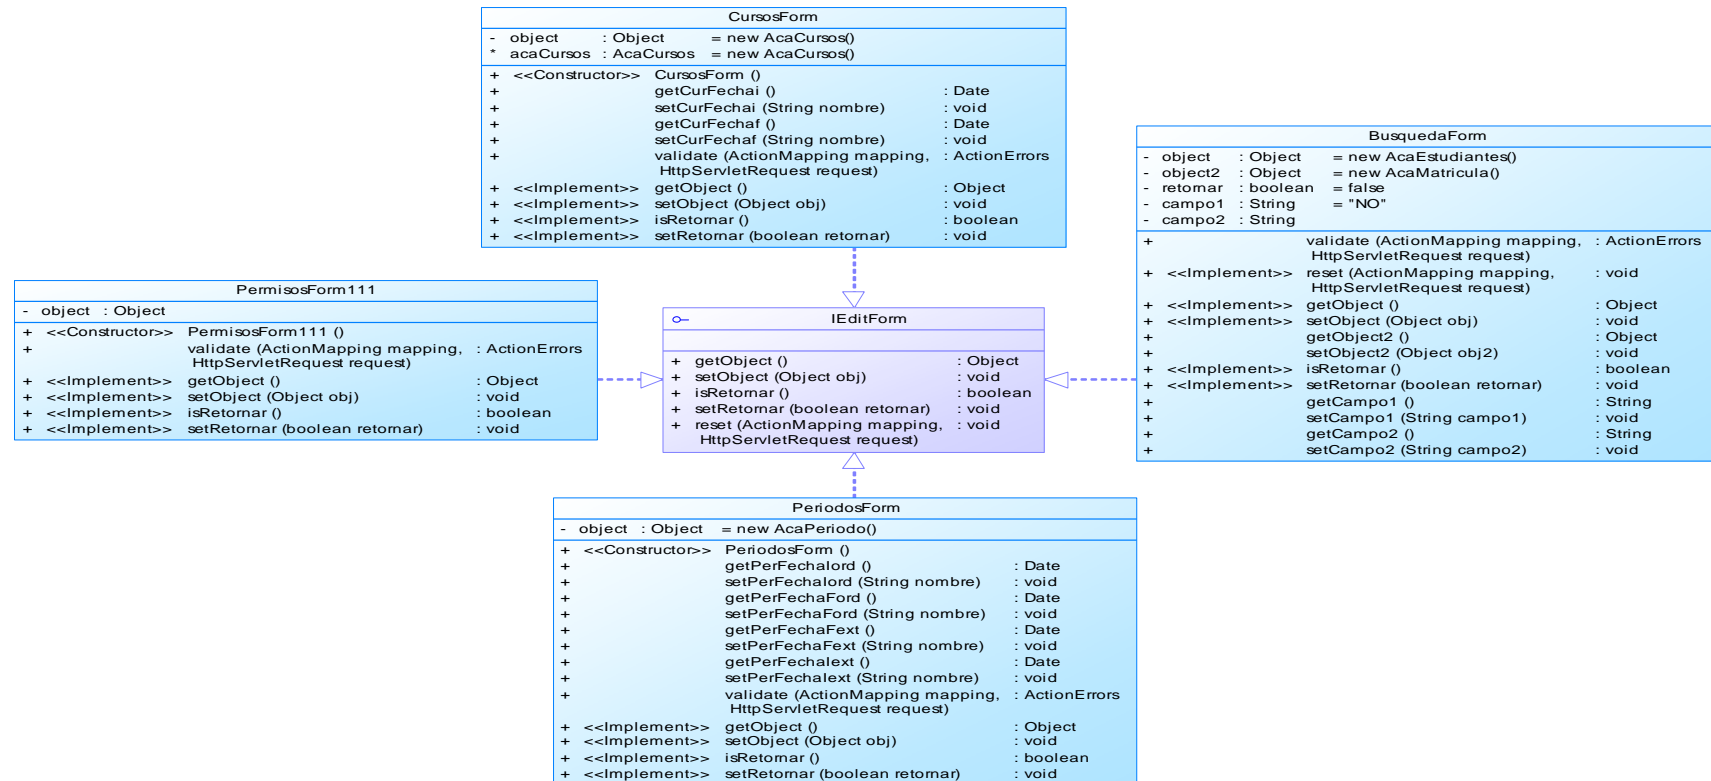 CursosForm
- object : Object = new AcaCursos()
* acaCursos : AcaCursos = new AcaCursos()
+ <<Constructor>> CursosForm ()
+ getCurFechai () : Date
+ setCurFechai (String nombre) : void
+ getCurFechaf () : Date
+ setCurFechaf (String nombre) : void
+ validate (ActionMapping mapping, : ActionErrors
HttpServletRequest request)
+ <<Implement>> getObject () : Object
+ <<Implement>> setObject (Object obj) : void
+ <<Implement>> isRetornar () : boolean
+ <<Implement>> setRetornar (boolean retornar) : void
BusquedaForm
- object : Object = new AcaEstudiantes()
- object2 : Object = new AcaMatricula()
- retornar : boolean = false
- campo1 : String = "NO"
- campo2 : String
+ validate (ActionMapping mapping, : ActionErrors
HttpServletRequest request)
+ <<Implement>> reset (ActionMapping mapping, : void
HttpServletRequest request)
+ <<Implement>> getObject () : Object
+ <<Implement>> setObject (Object obj) : void
+ getObject2 () : Object
+ setObject2 (Object obj2) : void
+ <<Implement>> isRetornar () : boolean
+ <<Implement>> setRetornar (boolean retornar) : void
+ getCampo1 () : String
+ setCampo1 (String campo1) : void
+ getCampo2 () : String
+ setCampo2 (String campo2) : void
PermisosForm111
- object : Object
+ <<Constructor>> PermisosForm111 ()
+ validate (ActionMapping mapping, : ActionErrors
HttpServletRequest request)
+ <<Implement>> getObject () : Object
+ <<Implement>> setObject (Object obj) : void
+ <<Implement>> isRetornar () : boolean
+ <<Implement>> setRetornar (boolean retornar) : void
IEditForm
+ getObject () : Object
+ setObject (Object obj) : void
+ isRetornar () : boolean
+ setRetornar (boolean retornar) : void
+ reset (ActionMapping mapping, : void
HttpServletRequest request)
PeriodosForm
- object : Object = new AcaPeriodo()
+ <<Constructor>> PeriodosForm ()
+ getPerFechaIord () : Date
+ setPerFechaIord (String nombre) : void
+ getPerFechaFord () : Date
+ setPerFechaFord (String nombre) : void
+ getPerFechaFext () : Date
+ setPerFechaFext (String nombre) : void
+ getPerFechaIext () : Date
+ setPerFechaIext (String nombre) : void
+ validate (ActionMapping mapping, : ActionErrors
HttpServletRequest request)
+ <<Implement>> getObject () : Object
+ <<Implement>> setObject (Object obj) : void
+ <<Implement>> isRetornar () : boolean
+ <<Implement>> setRetornar (boolean retornar) : void